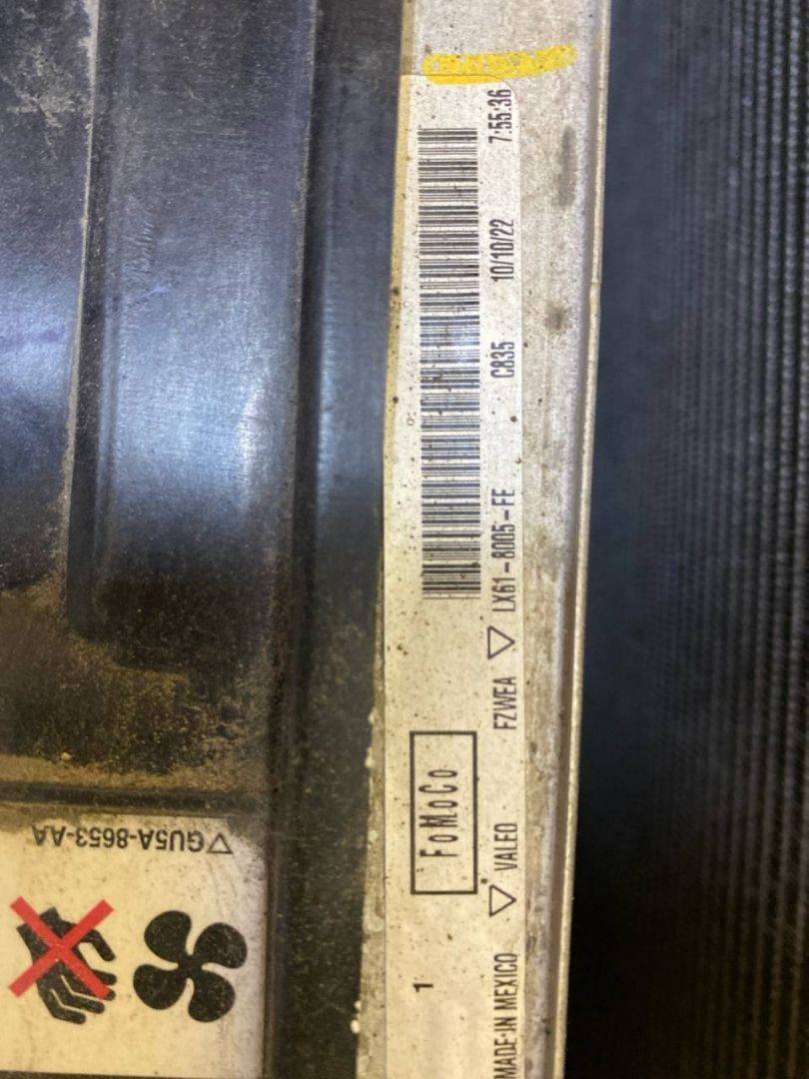 1 FoMoCo
MADE IN MEXICO ▽ VALEO FZWEA ▽ LX61-8005-FE C835 10/10/22 7:55:36
▽GU5A-8653-AA